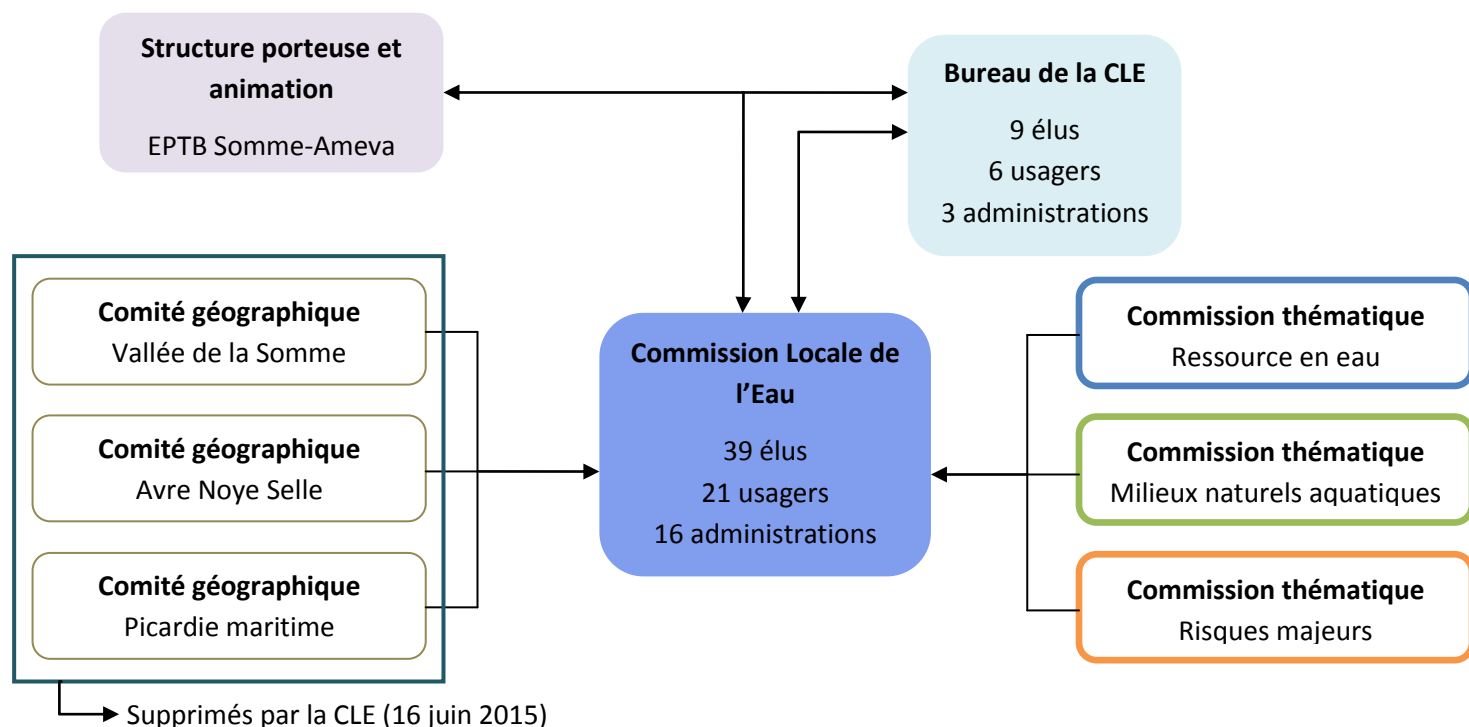 Structure porteuse et
animation
EPTB Somme-Ameva
Bureau de la CLE
9 élus
6 usagers
3 administrations
Comité géographique
Vallée de la Somme
Comité géographique
Avre Noye Selle
Comité géographique
Picardie maritime
Supprimés par la CLE (16 juin 2015)
Commission Locale de
l’Eau
39 élus
21 usagers
16 administrations
Commission thématique
Ressource en eau
Commission thématique
Milieux naturels aquatiques
Commission thématique
Risques majeurs